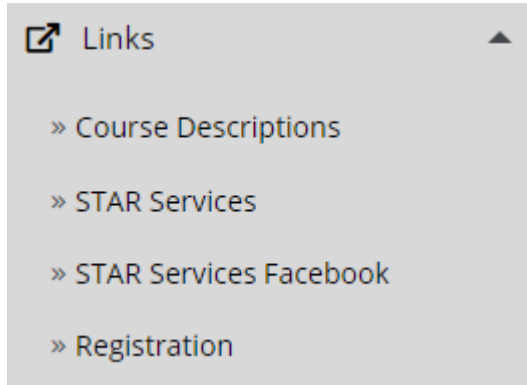 Links
» Course Descriptions
» STAR Services
» STAR Services Facebook
» Registration